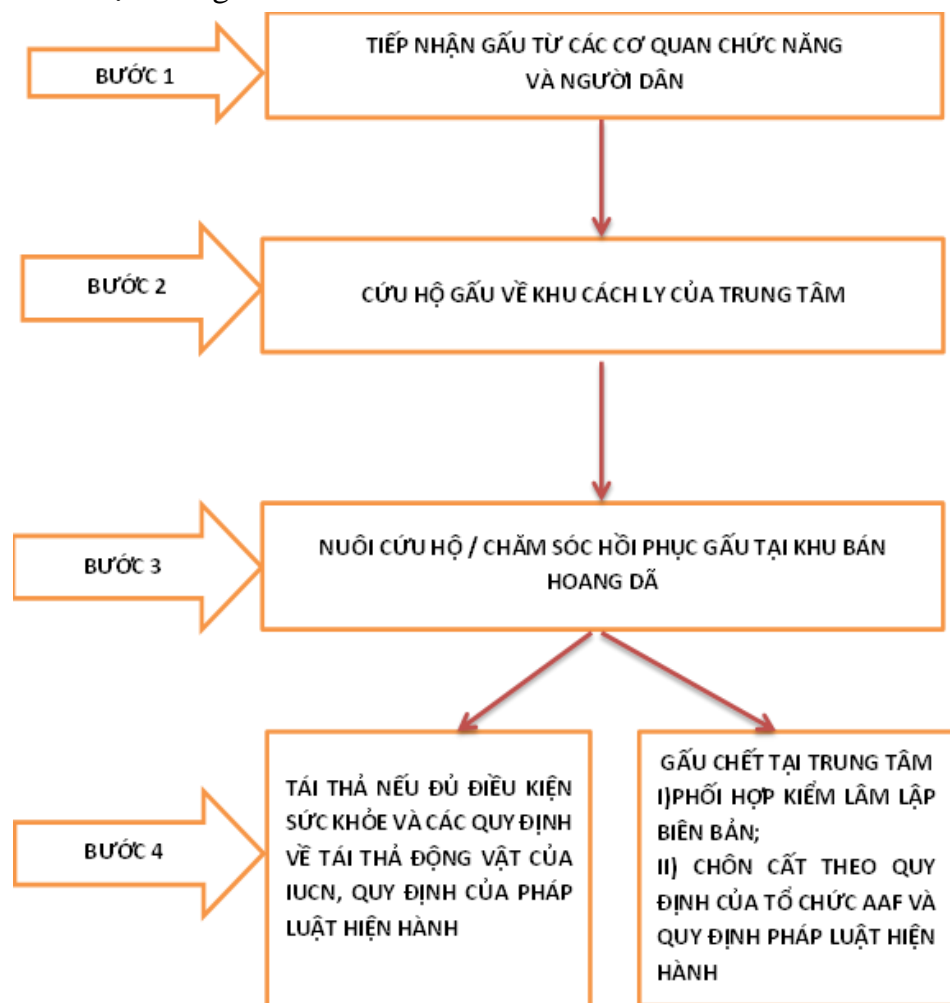 BƯỚC 1
TIẾP NHẬN GẤU TỪ CÁC CƠ QUAN CHỨC NĂNG
VÀ NGƯỜI DÂN
BƯỚC 2
CỨU HỘ GẤU VỀ KHU CÁCH LY CỦA TRUNG TÂM
BƯỚC 3
NUÔI CỨU HỘ / CHĂM SÓC HỒI PHỤC GẤU TẠI KHU BÁN
HOANG DÃ
BƯỚC 4
TÁI THẢ NẾU ĐỦ ĐIỀU KIỆN
SỨC KHỎE VÀ CÁC QUY ĐỊNH
VỀ TÁI THẢ ĐỘNG VẬT CỦA
IUCN, QUY ĐỊNH CỦA PHÁP
LUẬT HIỆN HÀNH
GẤU CHẾT TẠI TRUNG TÂM
I)PHỐI HỢP KIỂM LÂM LẬP
BIÊN BẢN;
II) CHÔN CẤT THEO QUY
ĐỊNH CỦA TỔ CHỨC AAF VÀ
QUY ĐỊNH PHÁP LUẬT HIỆN
HÀNH